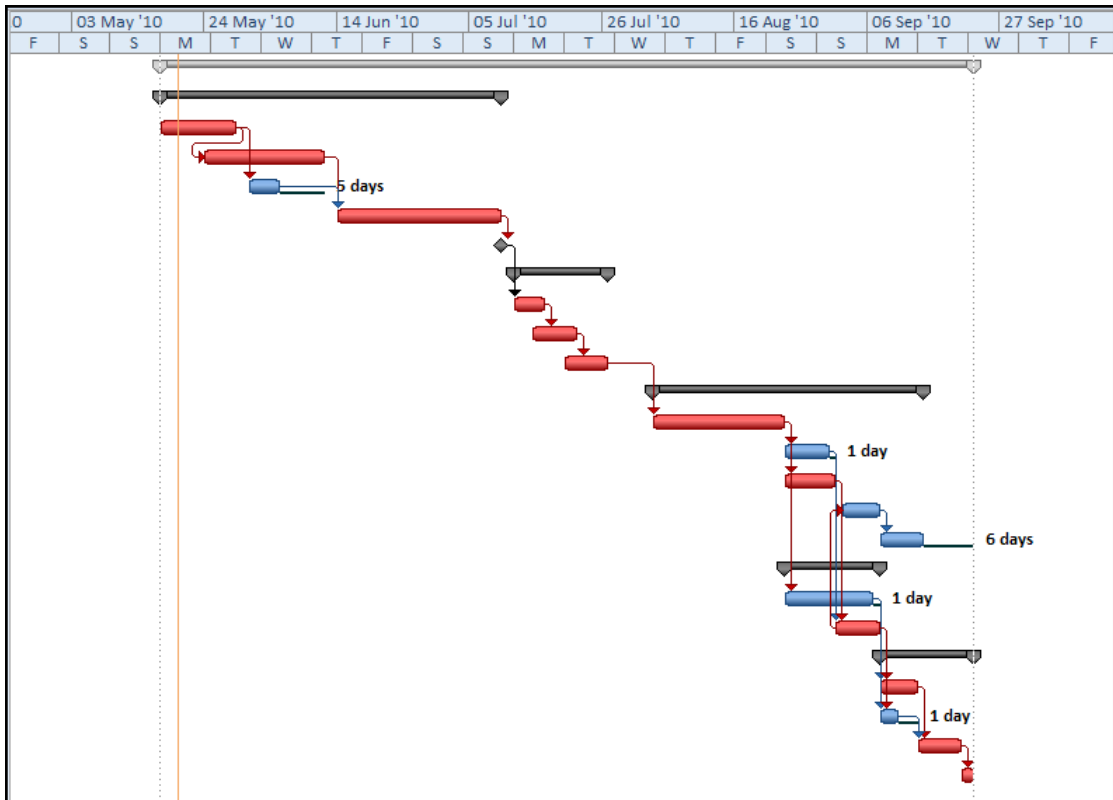 0 03 May '10 24 May '10 14 Jun '10 05 Jul '10 26 Jul '10 16 Aug '10 06 Sep '10 27 Sep '10
F S S M T W T F S S M T W T F S S M T W T F
5 days
1 day
6 days
1 day
1 day